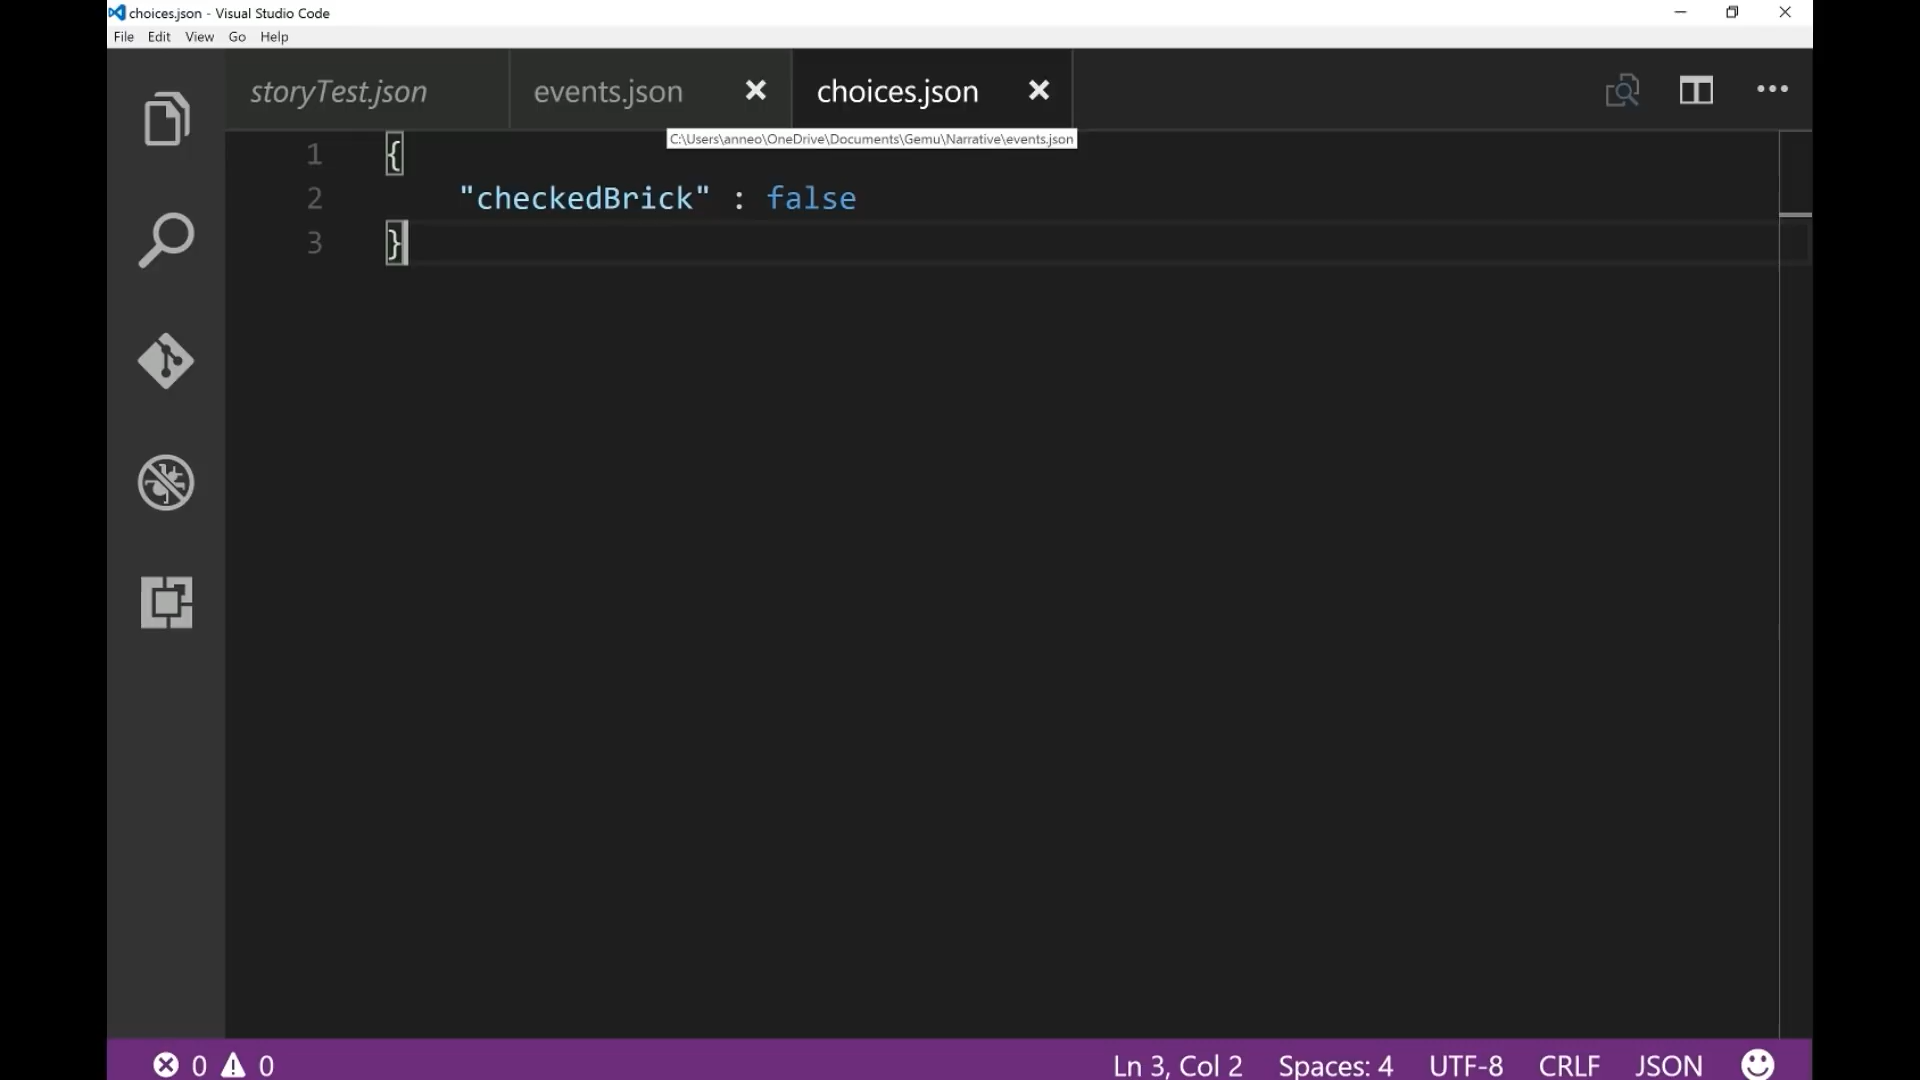 choices.json - Visual Studio Code
File Edit View Go Help
storyTest.json events.json choices.json
C:\Users\anneo\OneDrive\Documents\Gemu\Narrative\events.json
1 {
2 "checkedBrick" : false
3 }
0 0 Ln 3, Col 2 Spaces: 4 UTF-8 CRLF JSON